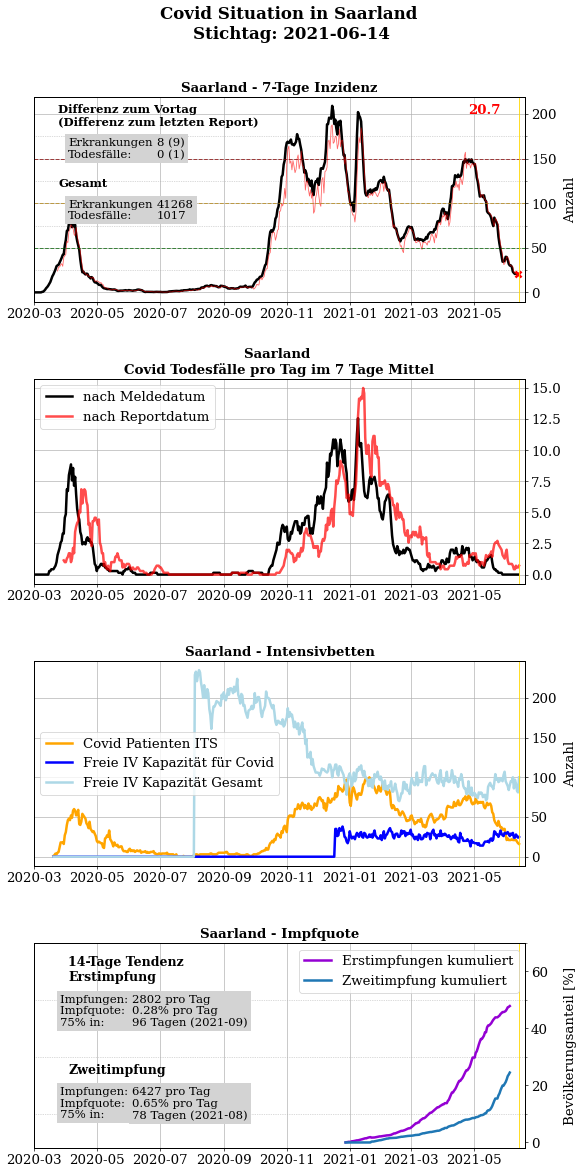 Covid Situation in Saarland
Stichtag: 2021-06-14
Saarland - 7-Tage Inzidenz
Differenz zum Vortag
(Differenz zum letzten Report)
20.7
Erkrankungen 8 (9)
Todesfälle: 0 (1)
Gesamt
Erkrankungen 41268
Todesfälle: 1017
200
150
100
50
0
Anzahl
2020-03 2020-05 2020-07 2020-09 2020-11 2021-01 2021-03 2021-05
Saarland
Covid Todesfälle pro Tag im 7 Tage Mittel
nach Meldedatum
nach Reportdatum
15.0
12.5
10.0
7.5
5.0
2.5
0.0
2020-03 2020-05 2020-07 2020-09 2020-11 2021-01 2021-03 2021-05
Saarland - Intensivbetten
Covid Patienten ITS
Freie IV Kapazität für Covid
Freie IV Kapazität Gesamt
200
150
100
50
0
Anzahl
2020-03 2020-05 2020-07 2020-09 2020-11 2021-01 2021-03 2021-05
Saarland - Impfquote
14-Tage Tendenz
Erstimpfung
Impfungen: 2802 pro Tag
Impfquote: 0.28% pro Tag
75% in: 96 Tagen (2021-09)
Zweitimpfung
Impfungen: 6427 pro Tag
Impfquote: 0.65% pro Tag
75% in: 78 Tagen (2021-08)
Erstimpfungen kumuliert
Zweitimpfung kumuliert
60
40
20
0
Bevölkerungsanteil [%]
2020-03 2020-05 2020-07 2020-09 2020-11 2021-01 2021-03 2021-05